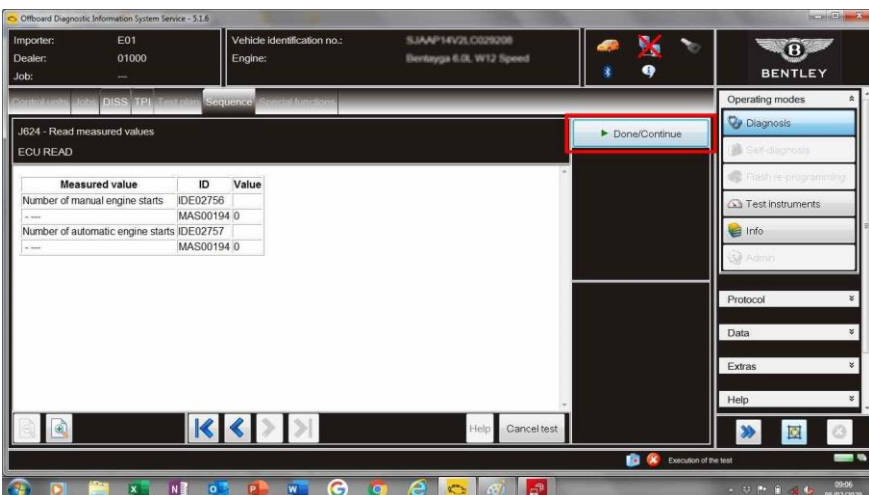 Offboard Diagnostic Information System Service - 5.1.6
Importer: E01
Dealer: 01000
Job: ---
Vehicle identification no.: SJAAP14V2LC029208
Engine: Bentayga 6.0L W12 Speed
B
BENTLEY
Control units Jobs DISS TPI Test plan Sequence Special functions
J624 - Read measured values
ECU READ
Done/Continue
Measured value ID Value
Number of manual engine starts IDE02756
- --- MAS00194 0
Number of automatic engine starts IDE02757
- --- MAS00194 0
Operating modes
Diagnosis
Self-diagnosis
Flash re-programming
Test instruments
Info
Admin
Protocol
Data
Extras
Help
Help Cancel test
Execution of the test
09:06